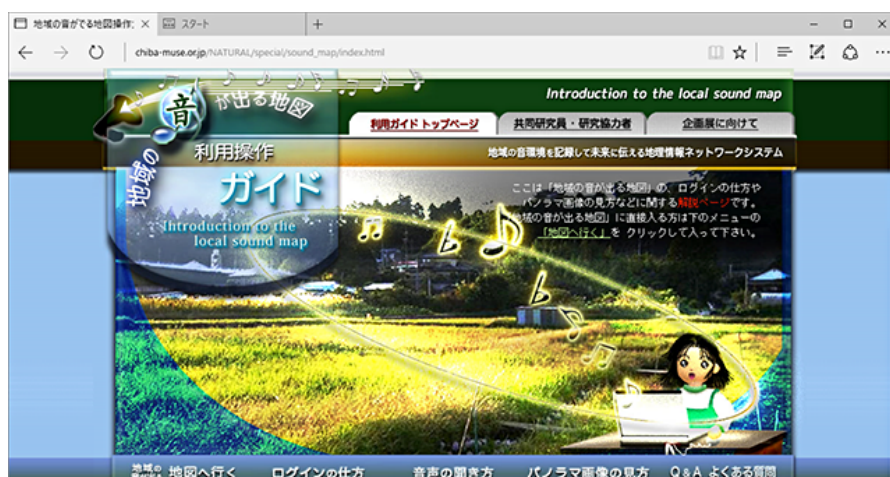 地域の音がでる地図操作:
スタート
chiba-muse.or.jp/NATURAL/special/sound_map/index.html
地域の音が出る地図
Introduction to the local sound map
利用ガイド トップページ
共同研究員・研究協力者
企画展に向けて
利用操作
ガイド
Introduction to the
local sound map
地域の音環境を記録して未来に伝える地理情報ネットワークシステム
ここは「地域の音が出る地図」の、ログインの仕方や
パノラマ画像の見方などに関する解説ページです。
「地域の音が出る地図」に直接入る方は下のメニューの
「地図へ行く」を クリックして入って下さい。
地域の
地図へ行く
ログインの仕方
音声の聞き方
パノラマ画像の見方
Q&A よくある質問